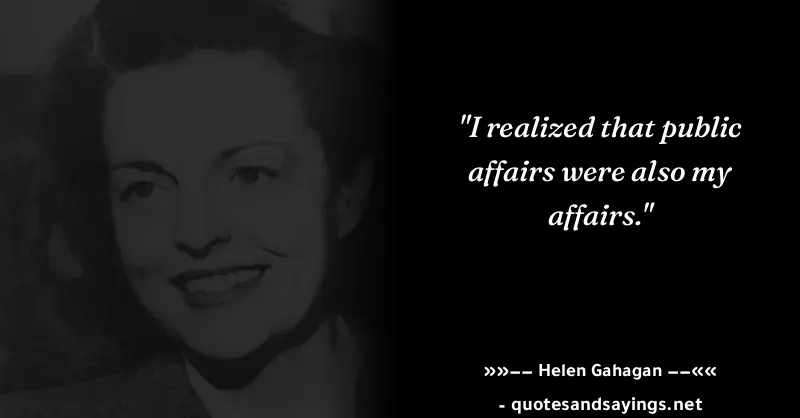 "I realized that public
affairs were also my
affairs."
»»–– Helen Gahagan ––««
- quotesandsayings.net